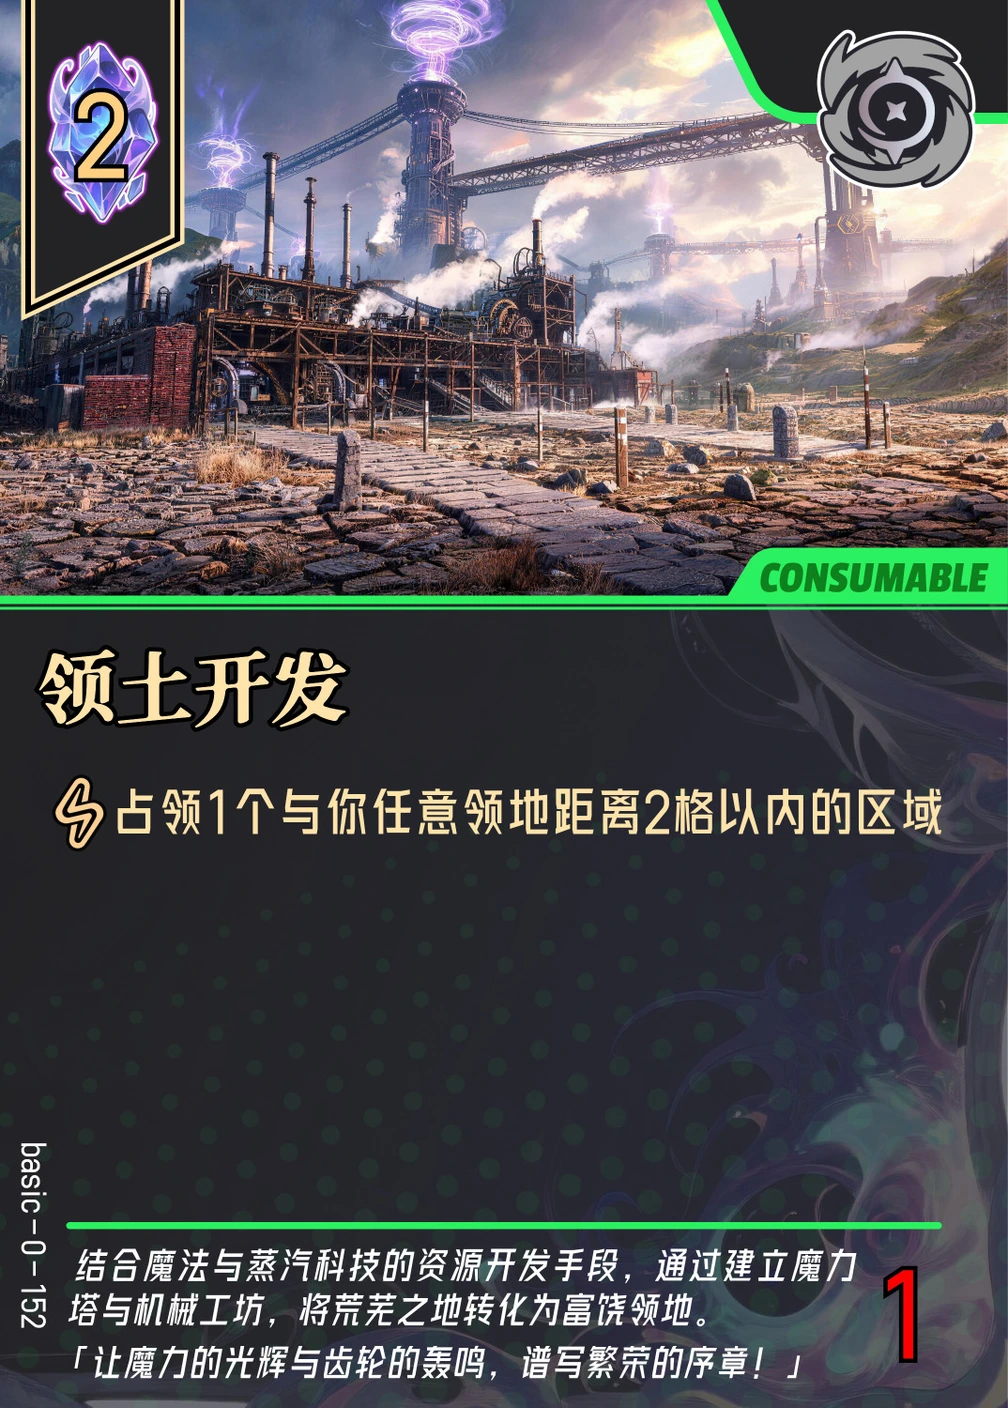 2
CONSUMABLE
领土开发
占领1个与你任意领地距离2格以内的区域
basic-0-152
结合魔法与蒸汽科技的资源开发手段，通过建立魔力
塔与机械工坊，将荒芜之地转化为富饶领地。
「让魔力的光辉与齿轮的轰鸣，谱写繁荣的序章！」
1